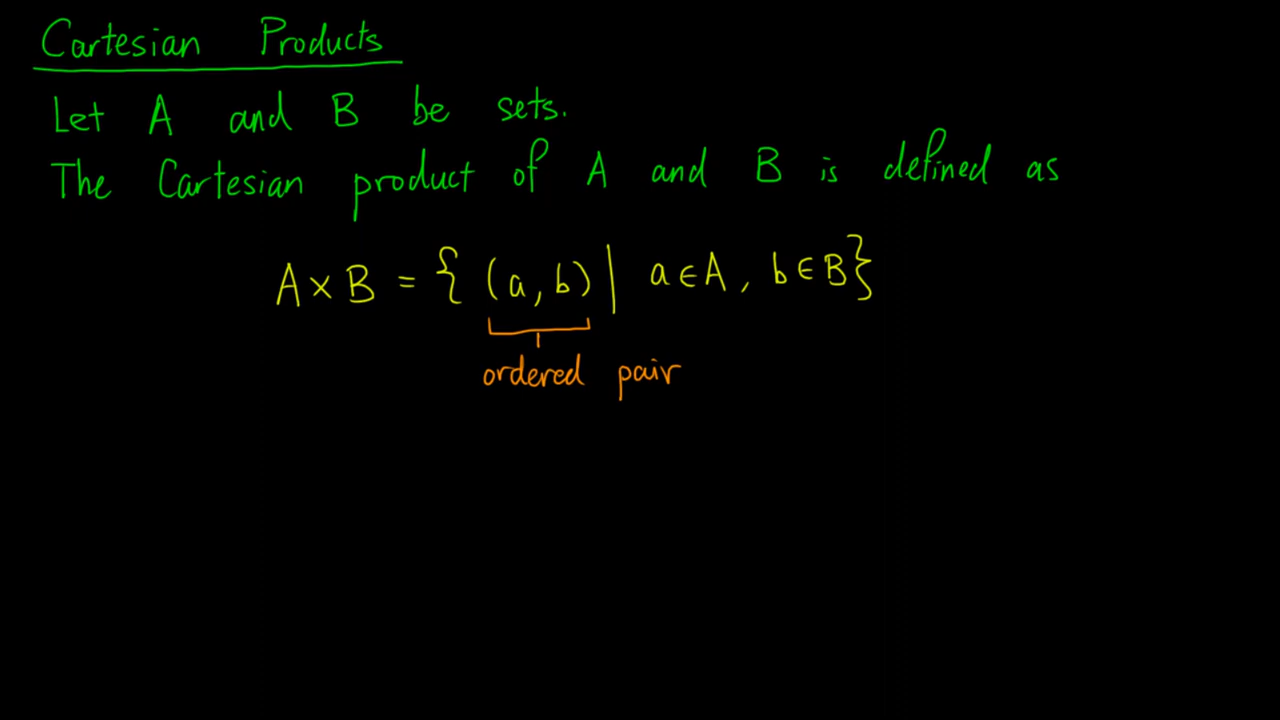 Cartesian Products
Let A and B be sets.
The Cartesian product of A and B is defined as
A × B = { (a, b) | a ∈ A , b ∈ B }
ordered pair